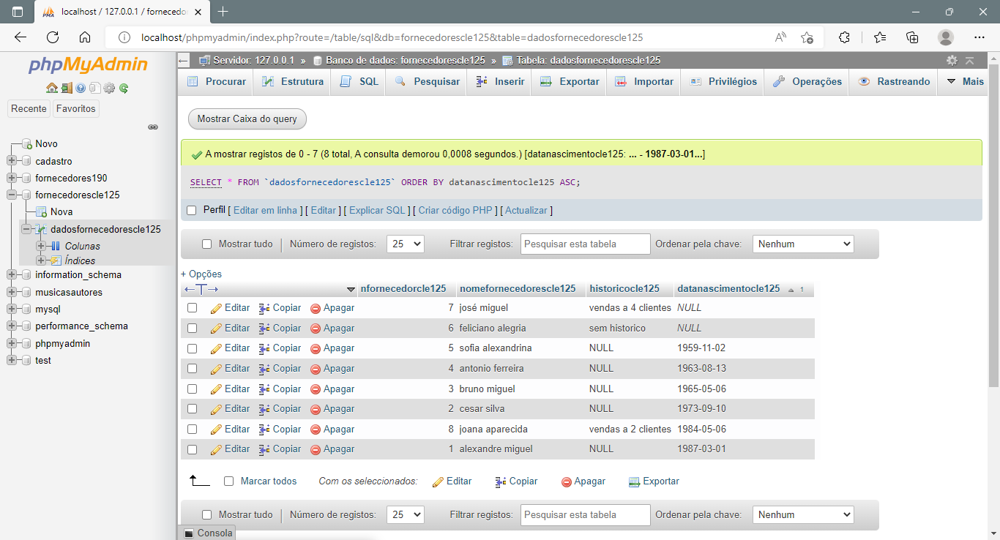 localhost / 127.0.0.1 / fornecedo
localhost/phpmyadmin/index.php?route=/table/sql&db=fornecedorescle125&table=dadosfornecedorescle125
phpMyAdmin
Recente Favoritos
Novo
cadastro
fornecedores190
fornecedorescle125
Nova
dadosfornecedorescle125
Colunas
Índices
information_schema
musicasautores
mysql
performance_schema
phpmyadmin
test
Servidor: 127.0.0.1 » Banco de dados: fornecedorescle125 » Tabela: dadosfornecedorescle125
Procurar Estrutura SQL Pesquisar Inserir Exportar Importar Privilégios Operações Rastreando Mais
Mostrar Caixa do query
A mostrar registos de 0 - 7 (8 total, A consulta demorou 0,0008 segundos.) [datanascimentocle125: ... - 1987-03-01...]
SELECT * FROM `dadosfornecedorescle125` ORDER BY datanascimentocle125 ASC;
Perfil [ Editar em linha ] [ Editar ] [ Explicar SQL ] [ Criar código PHP ] [ Actualizar ]
Mostrar tudo Número de registos: 25 Filtrar registos: Pesquisar esta tabela Ordenar pela chave: Nenhum
+ Opções
←T→ nfornecedorcle125 nomefornecedorescle125 historicocle125 datanascimentocle125 1
Editar Copiar Apagar 7 josé miguel vendas a 4 clientes NULL
Editar Copiar Apagar 6 feliciano alegria sem historico NULL
Editar Copiar Apagar 5 sofia alexandrina NULL 1959-11-02
Editar Copiar Apagar 4 antonio ferreira NULL 1963-08-13
Editar Copiar Apagar 3 bruno miguel NULL 1965-05-06
Editar Copiar Apagar 2 cesar silva NULL 1973-09-10
Editar Copiar Apagar 8 joana aparecida vendas a 2 clientes 1984-05-06
Editar Copiar Apagar 1 alexandre miguel NULL 1987-03-01
Marcar todos Com os seleccionados: Editar Copiar Apagar Exportar
Mostrar tudo Número de registos: 25 Filtrar registos: Pesquisar esta tabela Ordenar pela chave: Nenhum
Consola